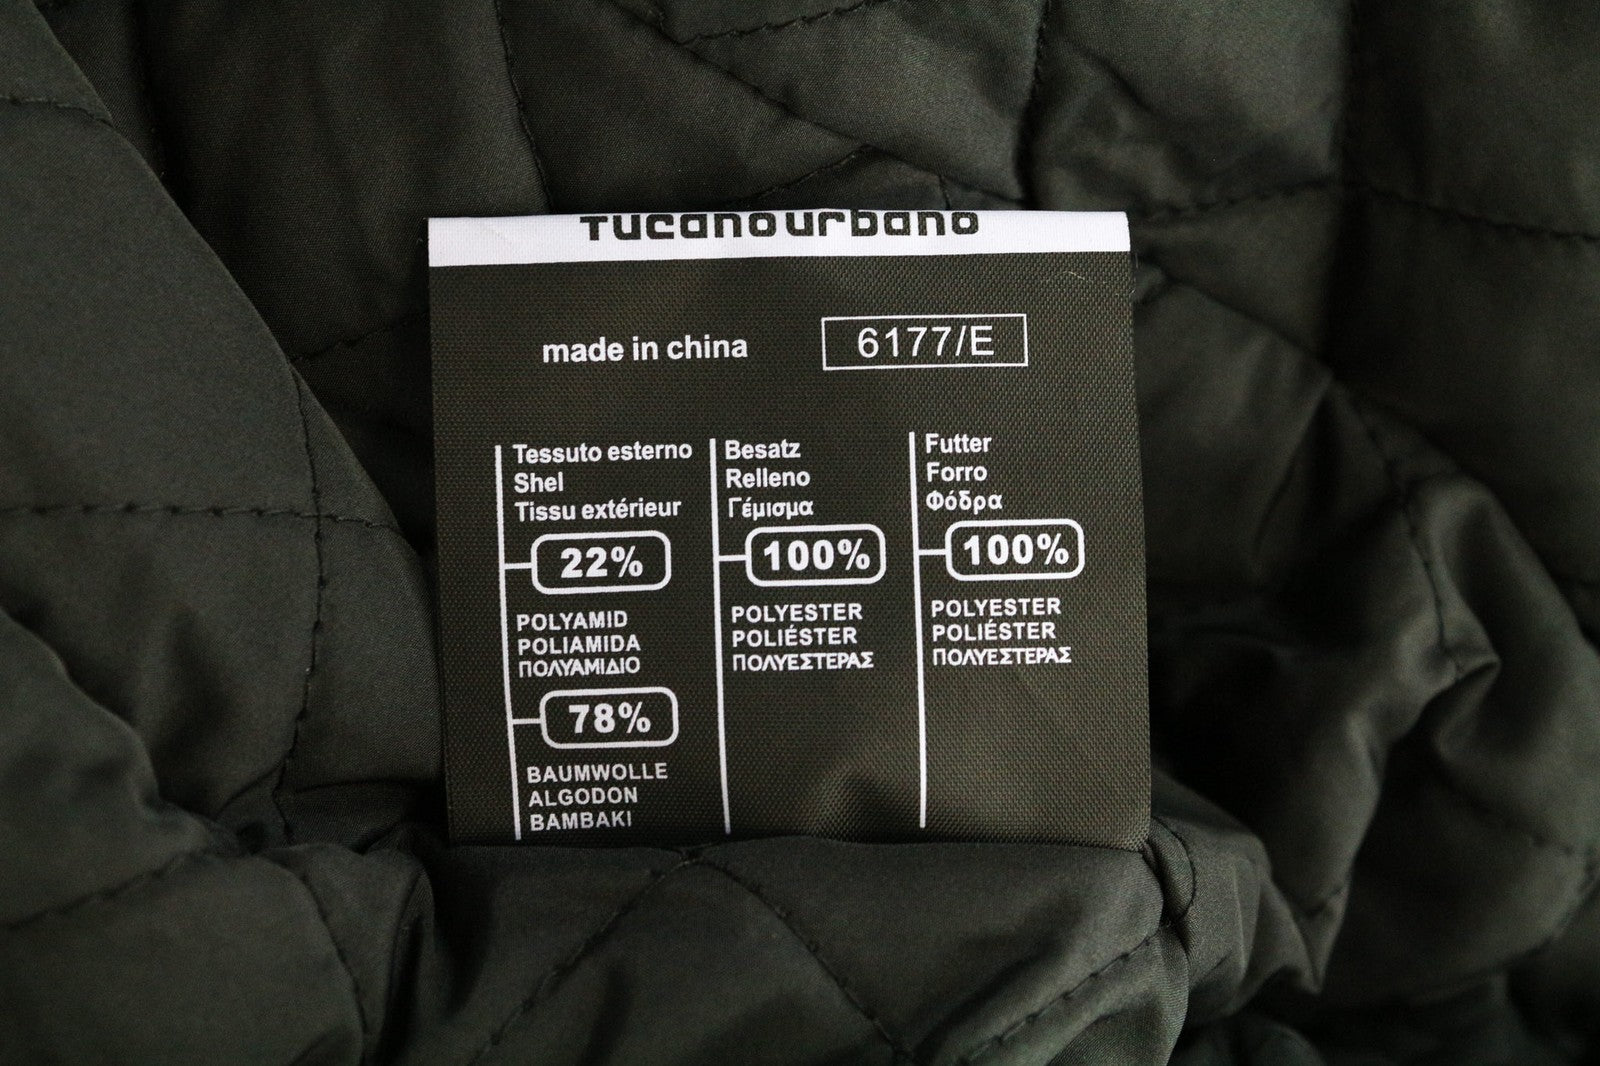 Tucanourbano
made in china
6177/E
Tessuto esterno
Shel
Tissu extérieur
22%
POLYAMID
POLIAMIDA
ΠΟΛΥΑΜΙΔΙΟ
78%
BAUMWOLLE
ALGODON
BAMBAKI
Besatz
Relleno
Γέμισμα
100%
POLYESTER
POLIÉSTER
ΠΟΛΥΕΣΤΕΡΑΣ
Futter
Forro
Φόδρα
100%
POLYESTER
POLIÉSTER
ΠΟΛΥΕΣΤΕΡΑΣ